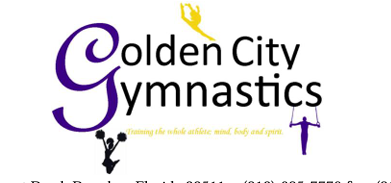 Golden City
Gymnastics
Training the whole athlete, mind, body and spirit.